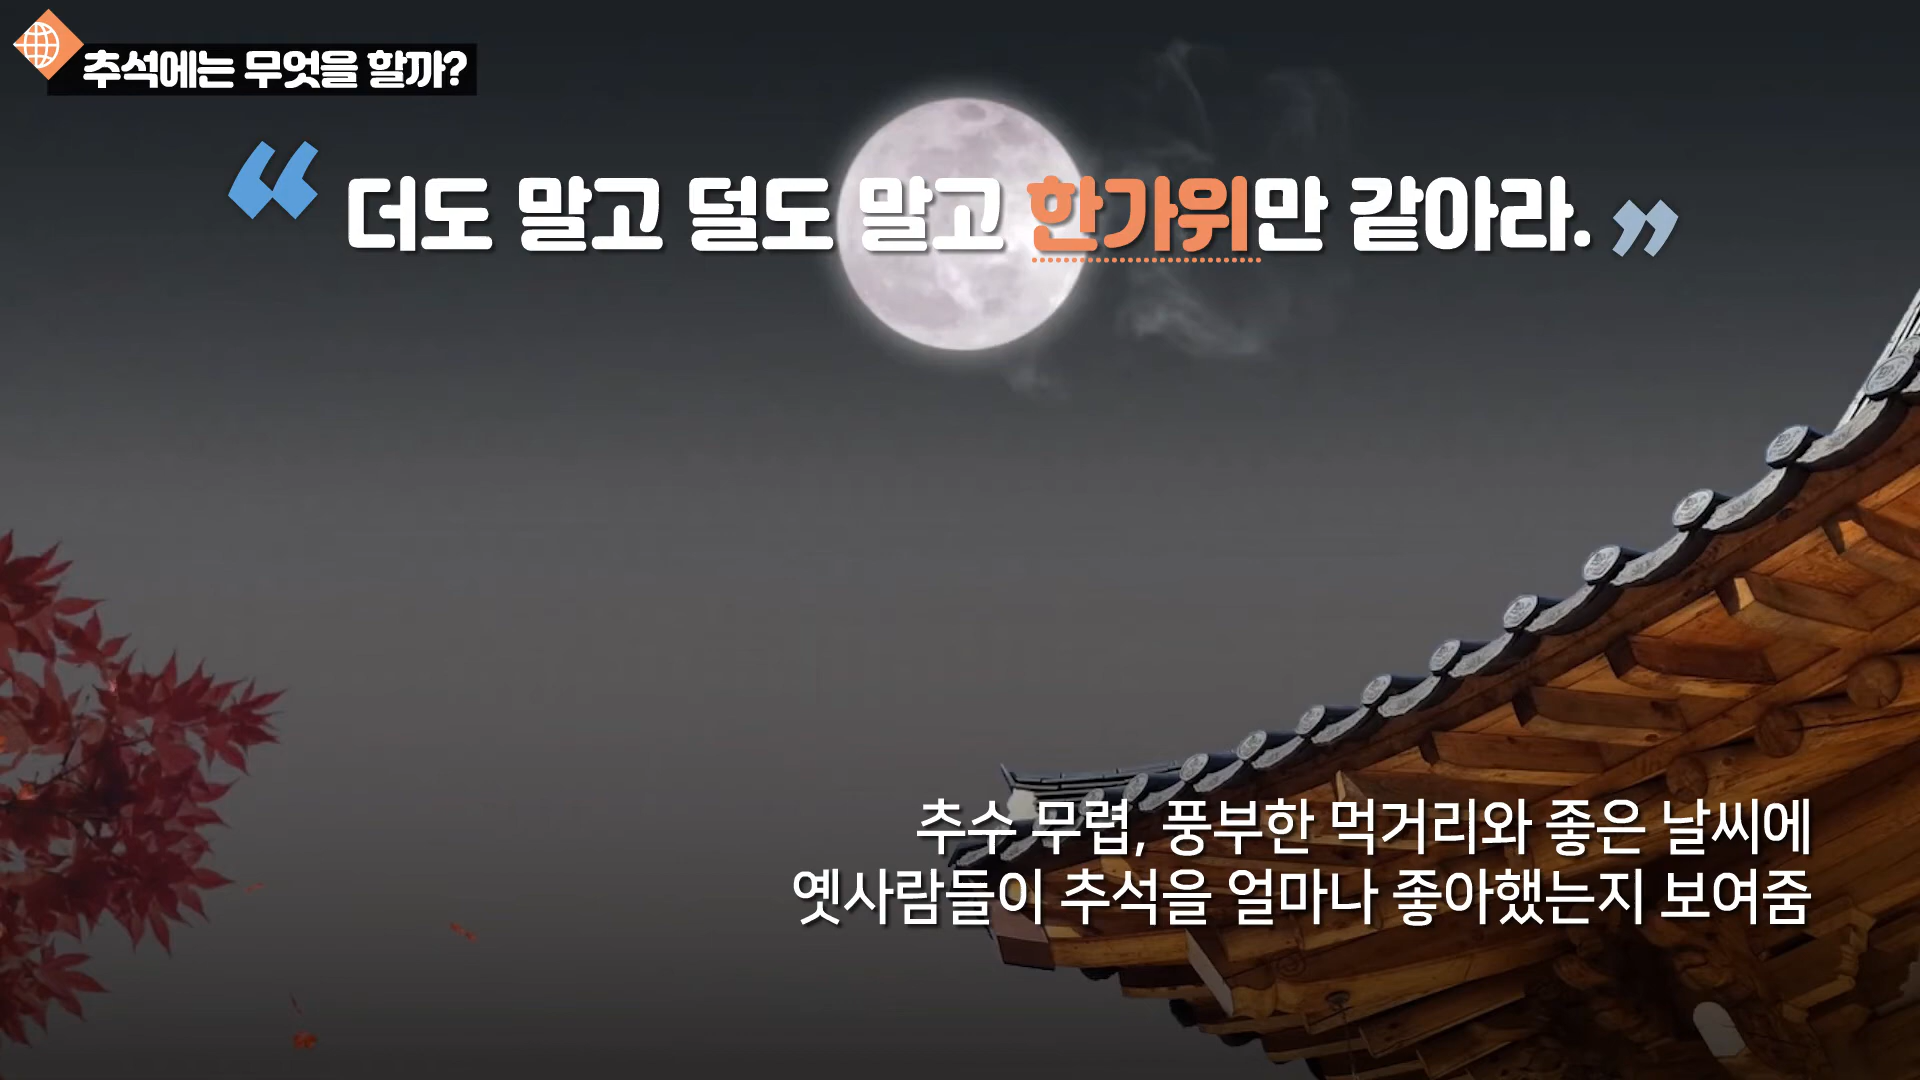 추석에는 무엇을 할까?
“더도 말고 덜도 말고 한가위만 같아라.”
추수 무렵, 풍부한 먹거리와 좋은 날씨에
옛사람들이 추석을 얼마나 좋아했는지 보여줌